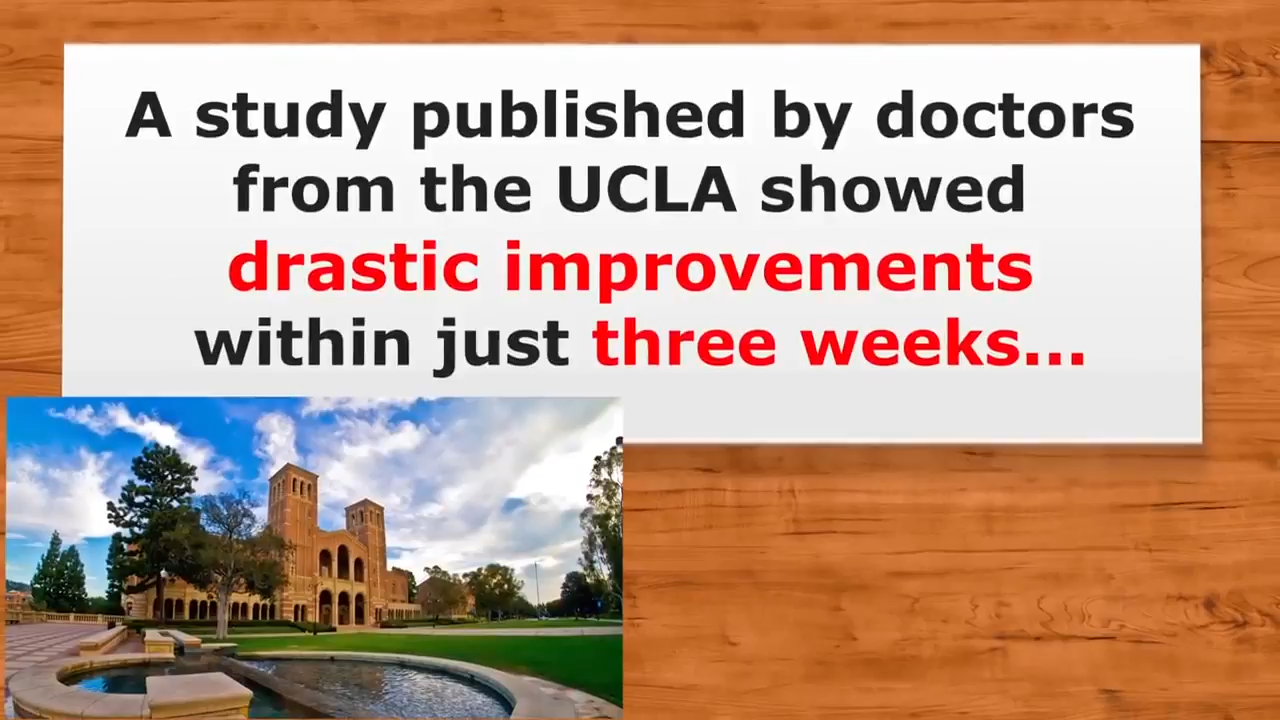 A study published by doctors
from the UCLA showed
drastic improvements
within just three weeks...